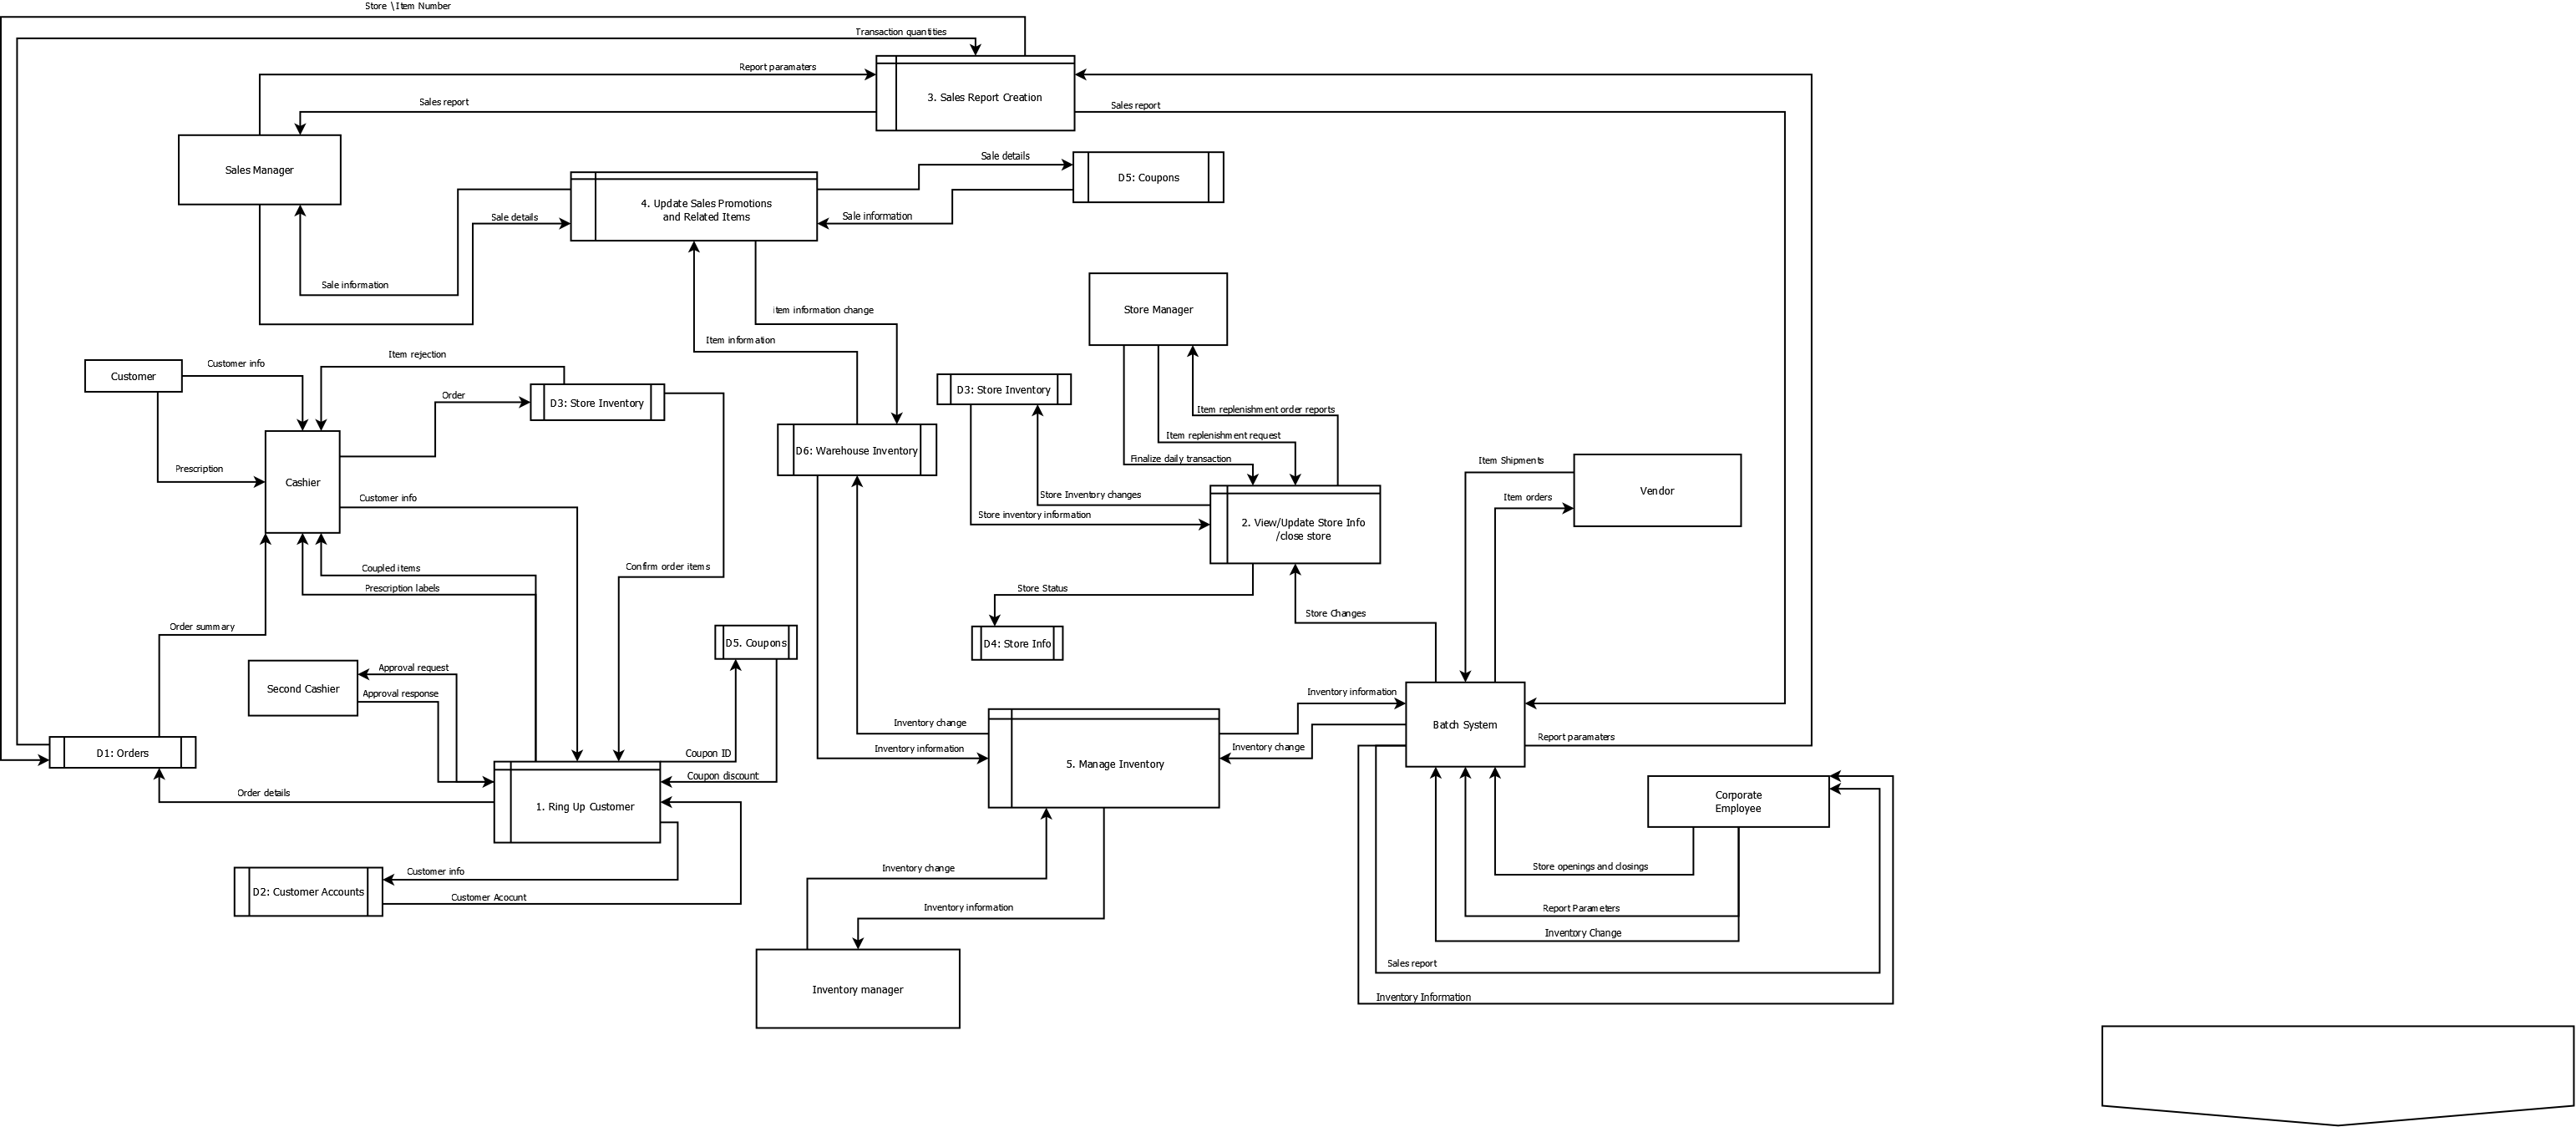 Store \Item Number
Transaction quantities
Report paramaters
3. Sales Report Creation
Sales report
Sales report
Sales Manager
Sale details
D5: Coupons
4. Update Sales Promotions
and Related Items
Sale details
Sale information
Sale information
Store Manager
item information change
Item information
Item rejection
Customer info
Customer
Order
D3: Store Inventory
D3: Store Inventory
Item replenishment order reports
Item replenishment request
D6: Warehouse Inventory
Finalize daily transaction
Item Shipments
Prescription
Cashier
Vendor
Store Inventory changes
Customer info
Item orders
Store inventory information
2. View/Update Store Info
/close store
Confirm order items
Coupled items
Prescription labels
Store Status
Store Changes
Order summary
D5. Coupons
D4: Store Info
Approval request
Second Cashier
Approval response
Inventory information
Inventory change
Batch System
Report paramaters
Inventory change
Inventory information
D1: Orders
Coupon ID
5. Manage Inventory
Coupon discount
Order details
1. Ring Up Customer
Corporate
Employee
Store openings and closings
Customer info
Inventory change
D2: Customer Accounts
Customer Acocunt
Inventory information
Report Parameters
Inventory Change
Sales report
Inventory manager
Inventory Information